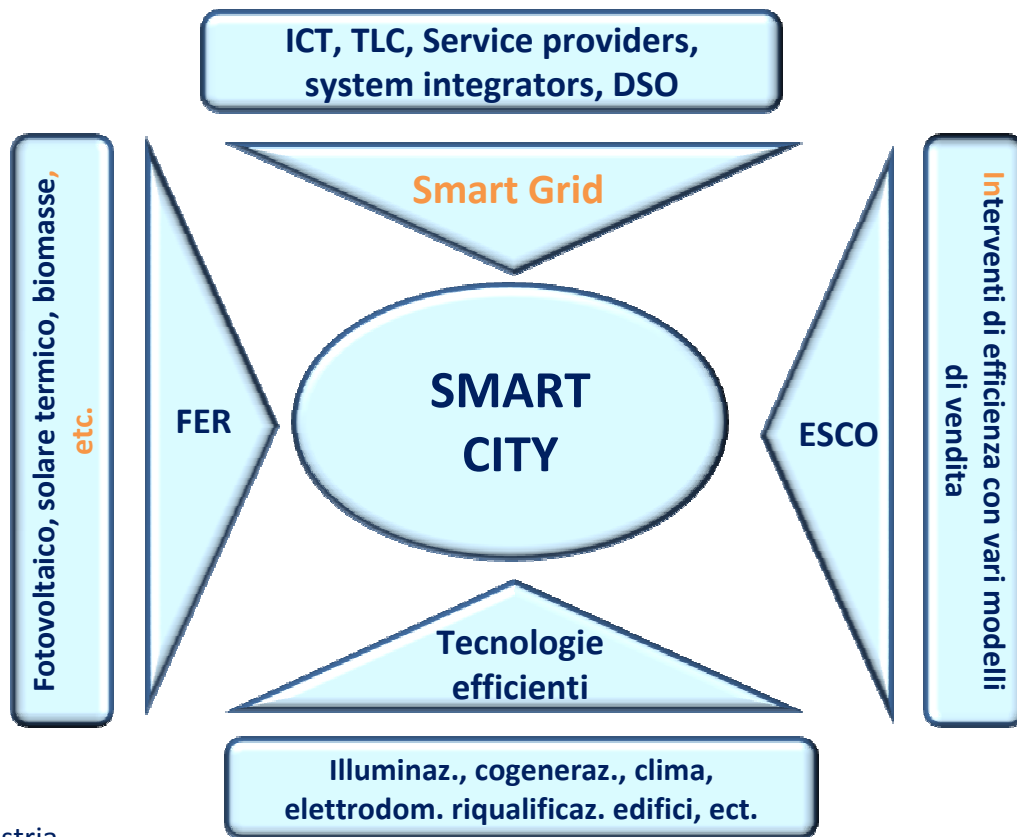 ICT, TLC, Service providers,
system integrators, DSO
Smart Grid
Fotovoltaico, solare termico, biomasse,
etc.
FER
SMART
CITY
ESCO
Interventi di efficienza con vari modelli
di vendita
Tecnologie
efficienti
Illuminaz., cogeneraz., clima,
elettrodom. riqualificaz. edifici, ect.